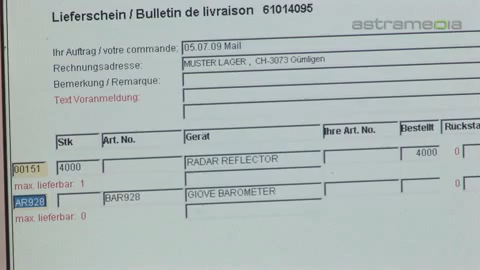 Lieferschein / Bulletin de livraison 61014095
astramedia
Ihr Auftrag / votre commande: 05.07.09 Mail
Rechnungsadresse: MUSTER LAGER , CH-3073 Gümligen
Bemerkung / Remarque:
Text Voranmeldung:
Stk Art. No. Gerät Ihre Art. No. Bestellt Rücksta
00151 4000 RADAR REFLECTOR 4000 0
max. lieferbar: 1
AR928 BAR928 GIOVE BAROMETER 0
max. lieferbar: 0